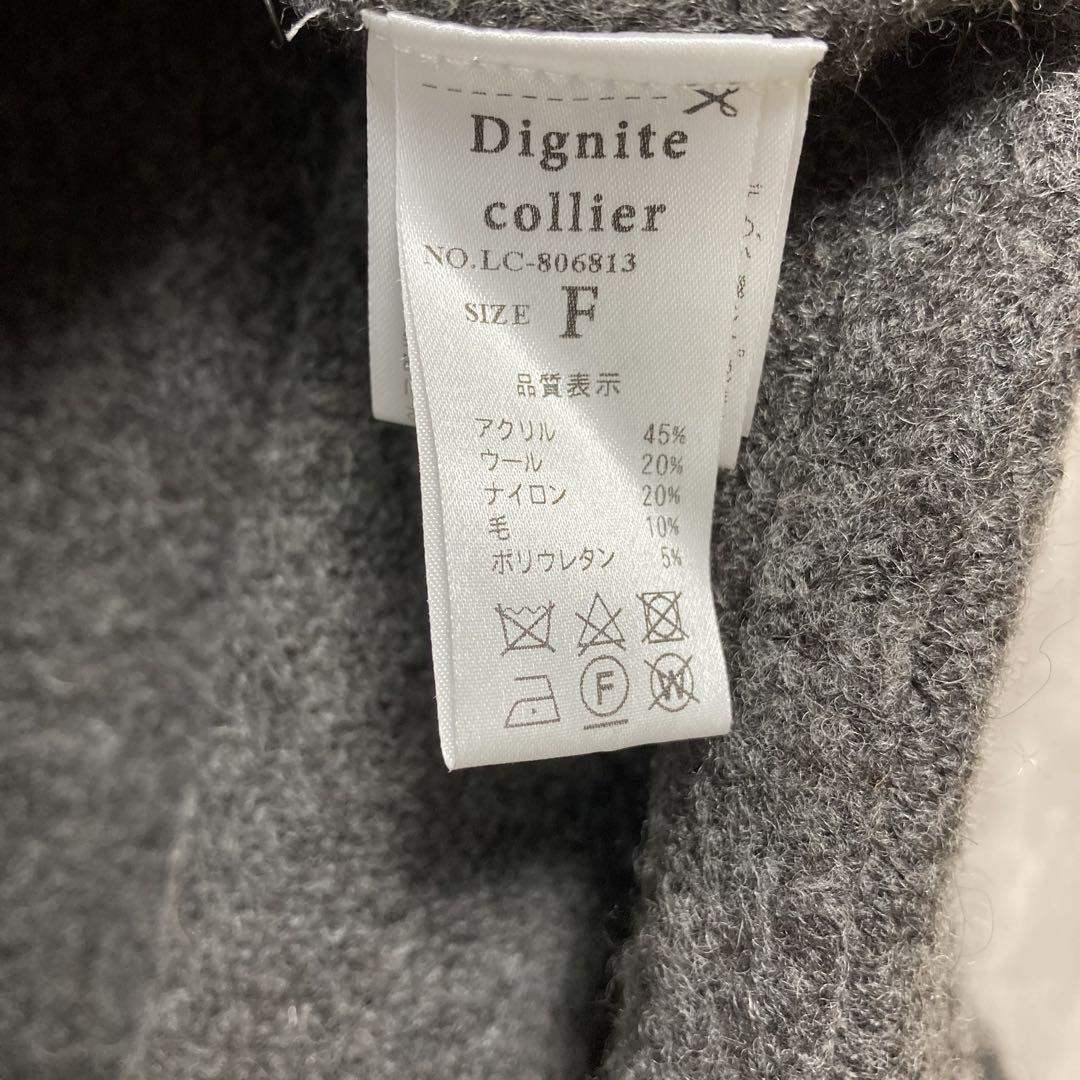 Dignite
collier
NO.LC-806813
SIZE F
品質表示
アクリル 45%
ウール 20%
ナイロン 20%
毛 10%
ポリウレタン 5%
F
W